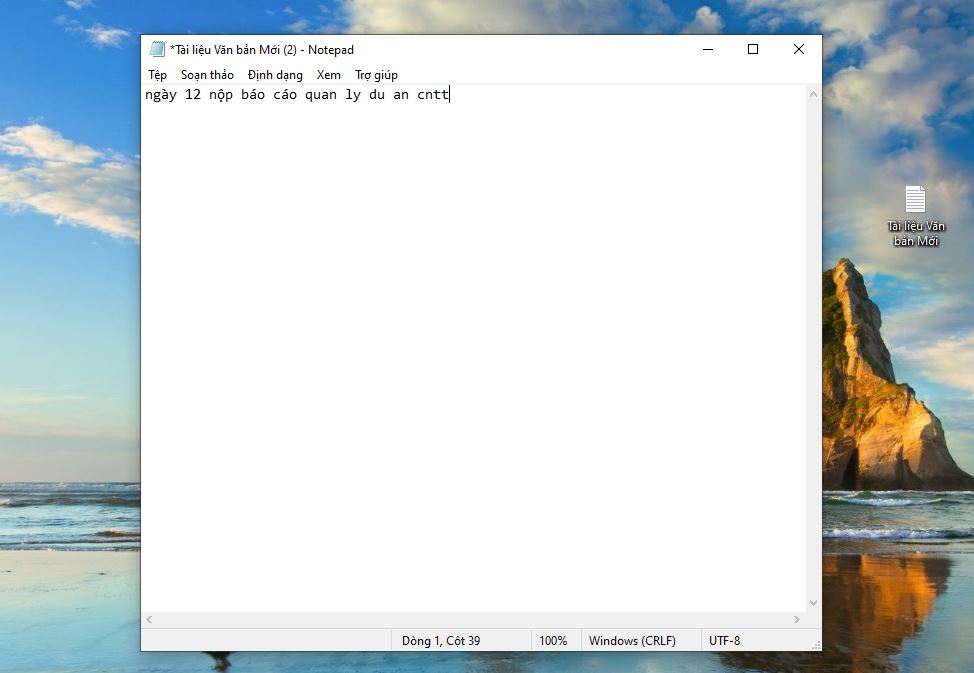 *Tài liệu Văn bản Mới (2) - Notepad
Tệp Soạn thảo Định dạng Xem Trợ giúp
ngày 12 nộp báo cáo quan ly du an cntt
Tài liệu Văn
bản Mới
Dòng 1, Cột 39 100% Windows (CRLF) UTF-8